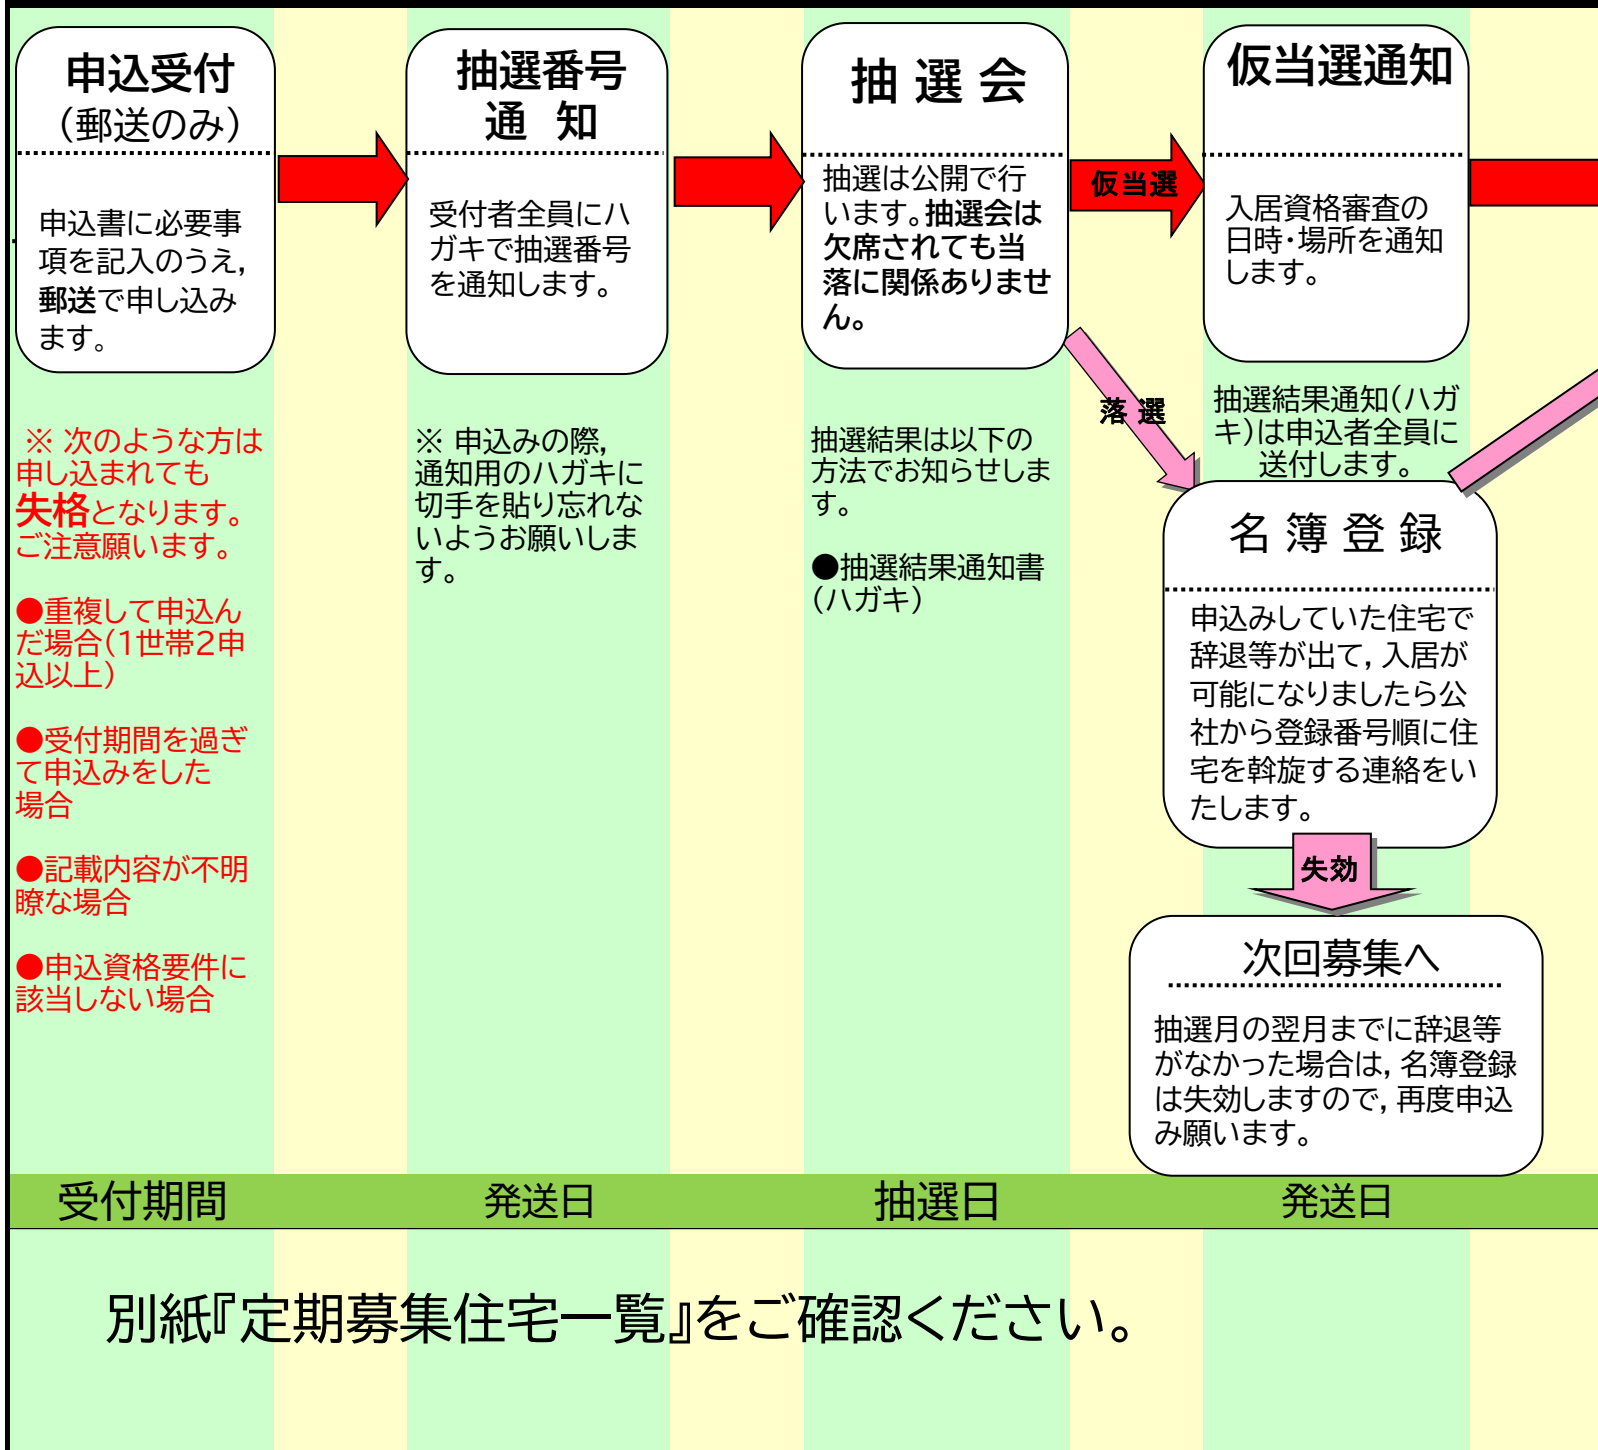 申込受付
（郵送のみ）
申込書に必要事
項を記入のうえ，
郵送で申し込み
ます。
※ 次のような方は
申し込まれても
失格となります。
ご注意願います。
●重複して申込ん
だ場合(1世帯2申
込以上)
●受付期間を過ぎ
て申込みをした
場合
●記載内容が不明
瞭な場合
●申込資格要件に
該当しない場合
抽選番号
通 知
受付者全員にハ
ガキで抽選番号
を通知します。
※ 申込みの際，
通知用のハガキに
切手を貼り忘れな
いようお願いしま
す。
抽 選 会
抽選は公開で行
います。抽選会は
欠席されても当
落に関係ありませ
ん。
抽選結果は以下の
方法でお知らせしま
す。
●抽選結果通知書
（ハガキ）
仮当選
落 選
仮当選通知
入居資格審査の
日時・場所を通知
します。
抽選結果通知(ハガ
キ)は申込者全員に
送付します。
名 簿 登 録
申込みしていた住宅で
辞退等が出て，入居が
可能になりましたら公
社から登録番号順に住
宅を斡旋する連絡をい
たします。
失効
次回募集へ
抽選月の翌月までに辞退等
がなかった場合は，名簿登録
は失効しますので，再度申込
み願います。
受付期間
発送日
抽選日
発送日
別紙『定期募集住宅一覧』をご確認ください。